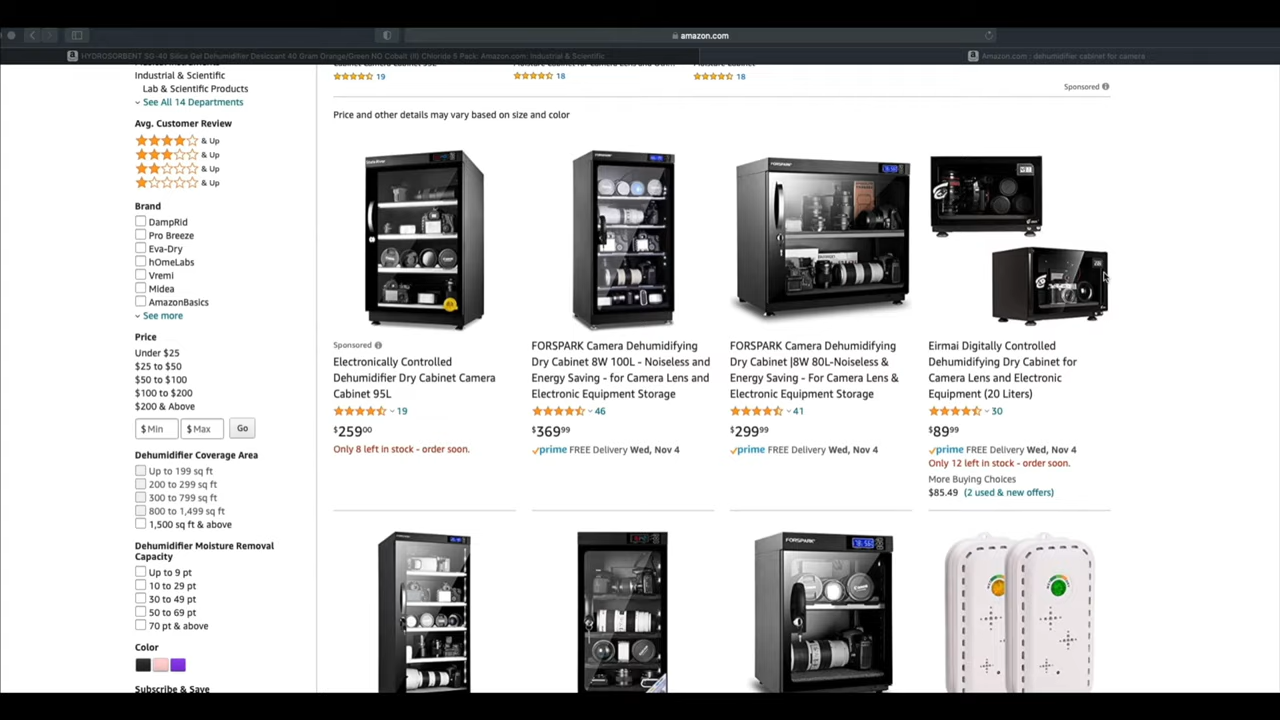 amazon.com
HYDROSORBENT SG-40 Silica Gel Dehumidifier Desiccant 40 Gram Orange/Green NO Cobalt (II) Chloride 5 Pack: Amazon.com: Industrial & Scientific
Amazon.com : dehumidifier cabinet for camera
19
18
18
Sponsored
Industrial & Scientific
Lab & Scientific Products
See All 14 Departments
Avg. Customer Review
& Up
& Up
& Up
& Up
Brand
DampRid
Pro Breeze
Eva-Dry
hOmeLabs
Vremi
Midea
AmazonBasics
See more
Price
Under $25
$25 to $50
$50 to $100
$100 to $200
$200 & Above
$ Min
$ Max
Go
Dehumidifier Coverage Area
Up to 199 sq ft
200 to 299 sq ft
300 to 799 sq ft
800 to 1,499 sq ft
1,500 sq ft & above
Dehumidifier Moisture Removal
Capacity
Up to 9 pt
10 to 29 pt
30 to 49 pt
50 to 69 pt
70 pt & above
Color
Subscribe & Save
Price and other details may vary based on size and color
Sponsored
Electronically Controlled
Dehumidifier Dry Cabinet Camera
Cabinet 95L
19
$25900
Only 8 left in stock - order soon.
FORSPARK Camera Dehumidifying
Dry Cabinet 8W 100L - Noiseless and
Energy Saving - for Camera Lens and
Electronic Equipment Storage
46
$36999
prime FREE Delivery Wed, Nov 4
FORSPARK Camera Dehumidifying
Dry Cabinet |8W 80L-Noiseless &
Energy Saving - For Camera Lens &
Electronic Equipment Storage
41
$29999
prime FREE Delivery Wed, Nov 4
Eirmai Digitally Controlled
Dehumidifying Dry Cabinet for
Camera Lens and Electronic
Equipment (20 Liters)
30
$8999
prime FREE Delivery Wed, Nov 4
Only 12 left in stock - order soon.
More Buying Choices
$85.49 (2 used & new offers)
FORSPARK